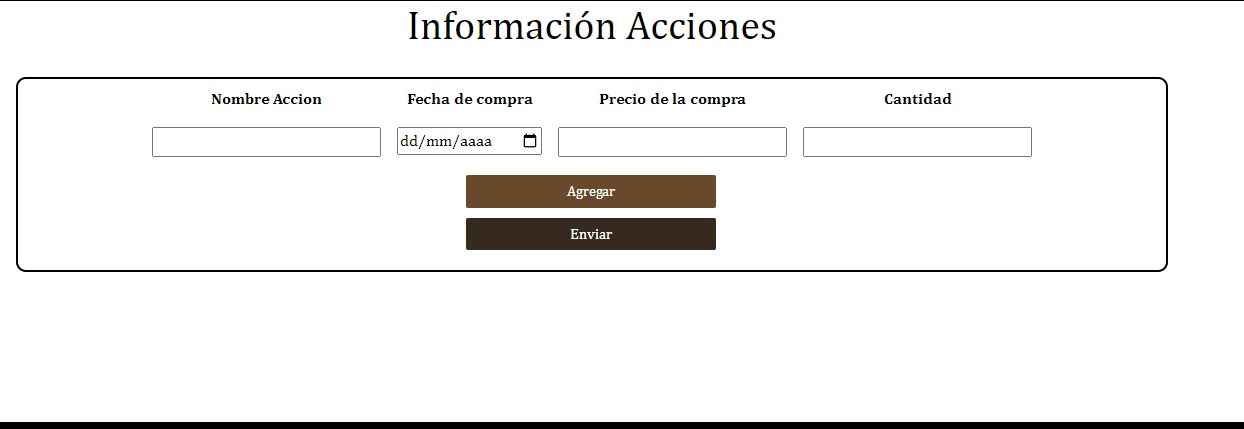 Información Acciones
Nombre Accion Fecha de compra Precio de la compra Cantidad
dd/mm/aaaa
Agregar
Enviar